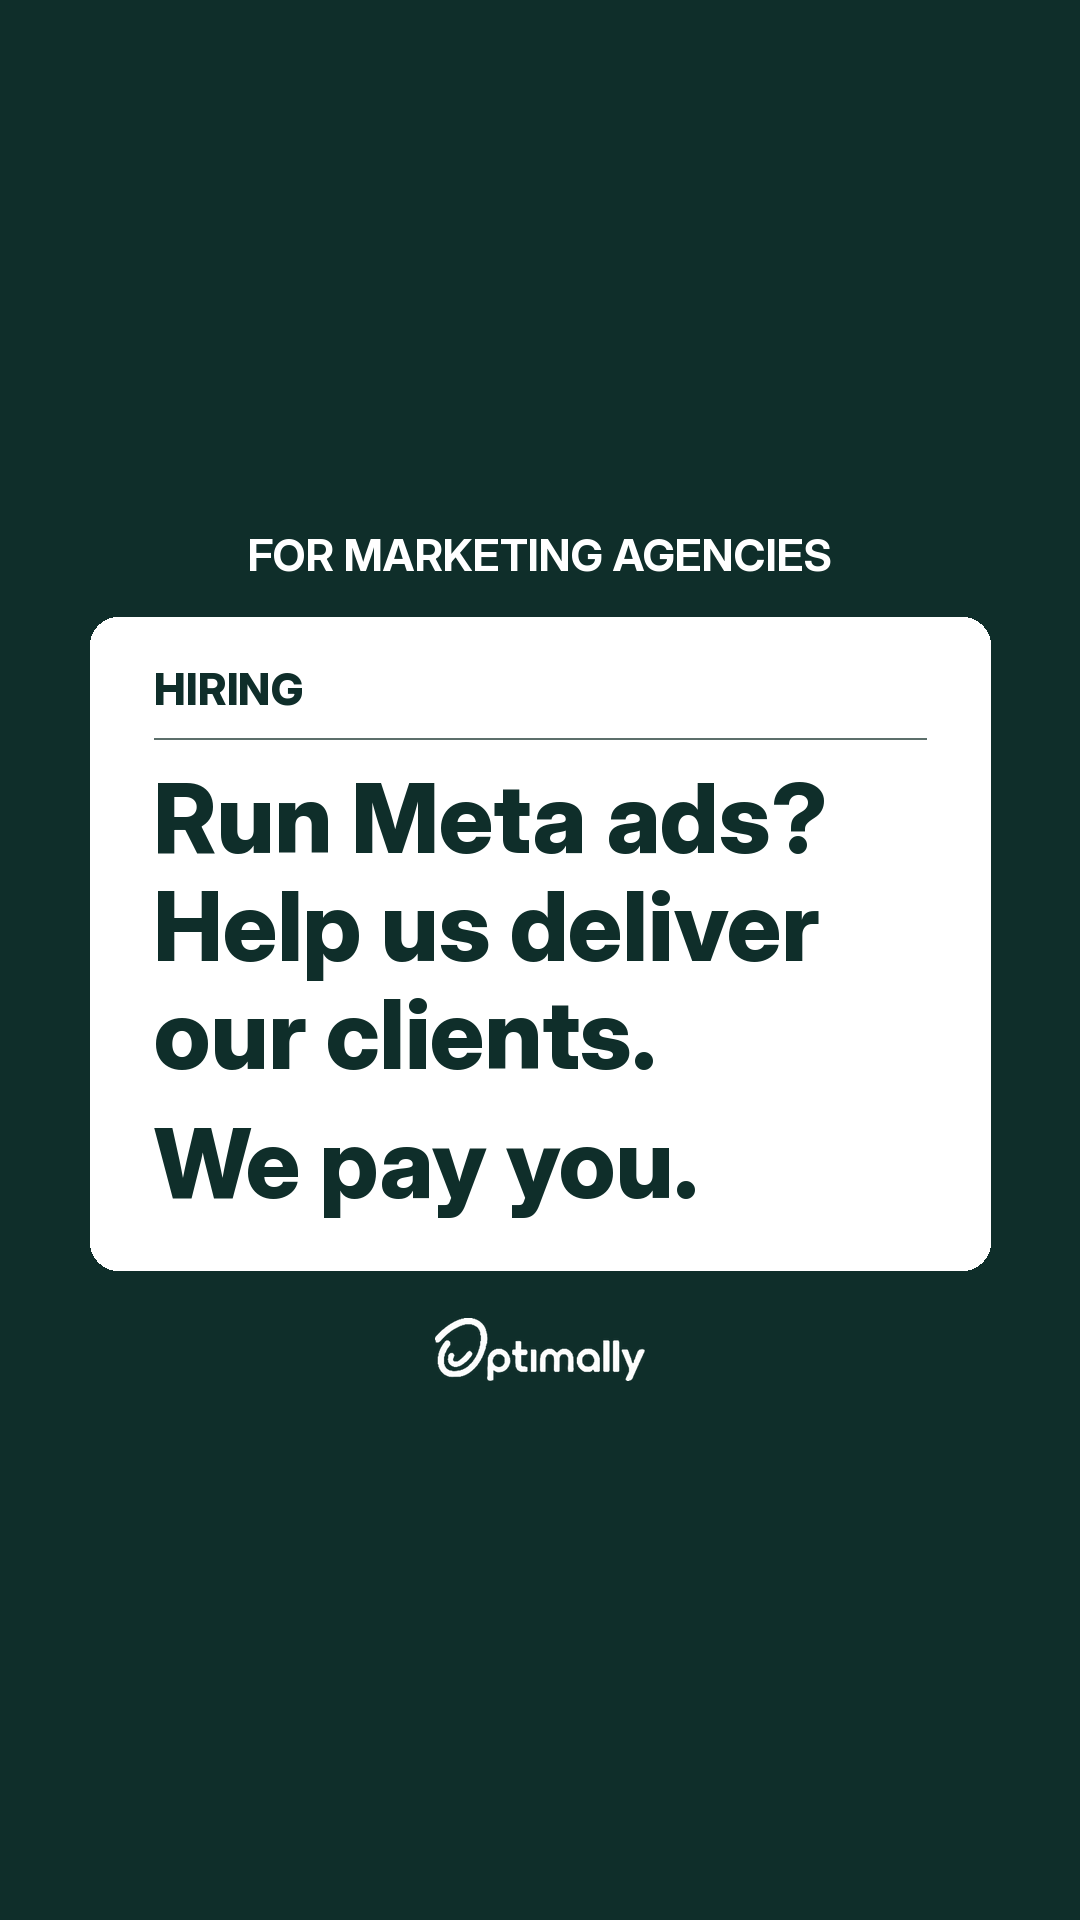 FOR MARKETING AGENCIES
HIRING
Run Meta ads?
Help us deliver
our clients.
We pay you.
Optimally